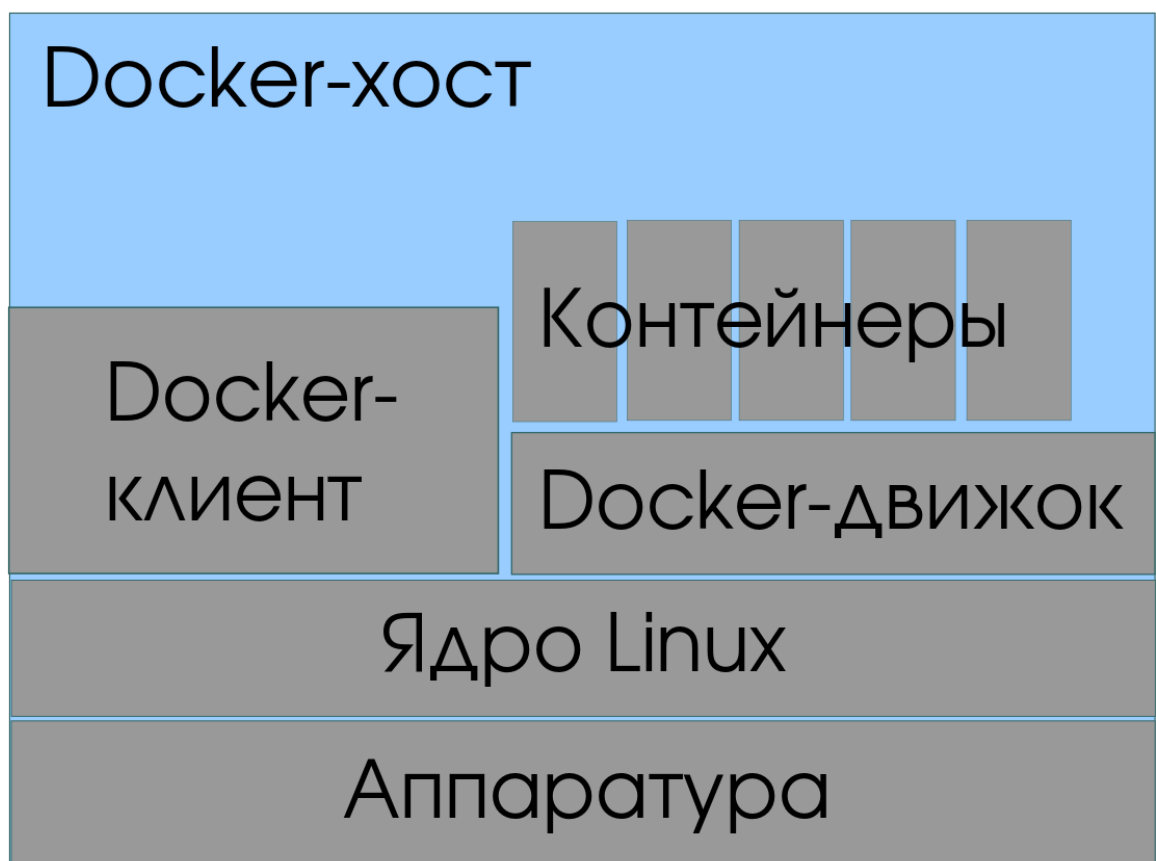 Docker-хост
Контейнеры
Docker-
клиент
Docker-движок
Ядро Linux
Аппаратура